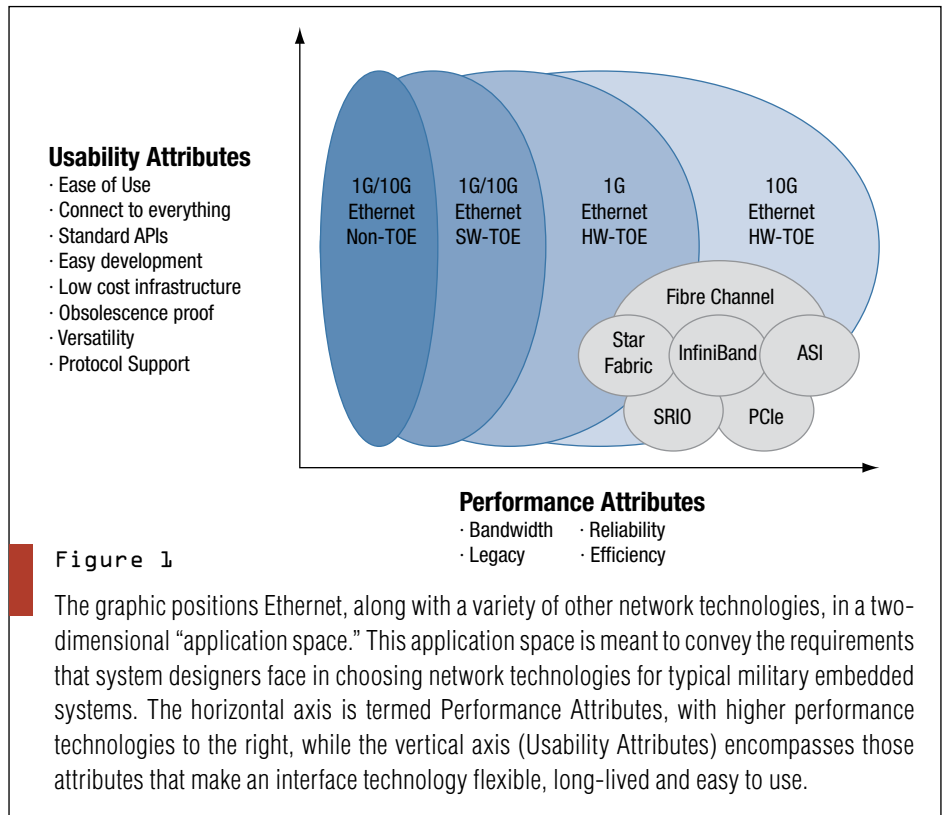 Usability Attributes
· Ease of Use
· Connect to everything
· Standard APIs
· Easy development
· Low cost infrastructure
· Obsolescence proof
· Versatility
· Protocol Support
1G/10G
Ethernet
Non-TOE
1G/10G
Ethernet
SW-TOE
1G
Ethernet
HW-TOE
10G
Ethernet
HW-TOE
Fibre Channel
Star
Fabric
InfiniBand
ASI
SRIO
PCIe
Performance Attributes
· Bandwidth · Reliability
· Legacy · Efficiency
Figure 1
The graphic positions Ethernet, along with a variety of other network technologies, in a two-
dimensional “application space.” This application space is meant to convey the requirements
that system designers face in choosing network technologies for typical military embedded
systems. The horizontal axis is termed Performance Attributes, with higher performance
technologies to the right, while the vertical axis (Usability Attributes) encompasses those
attributes that make an interface technology flexible, long-lived and easy to use.